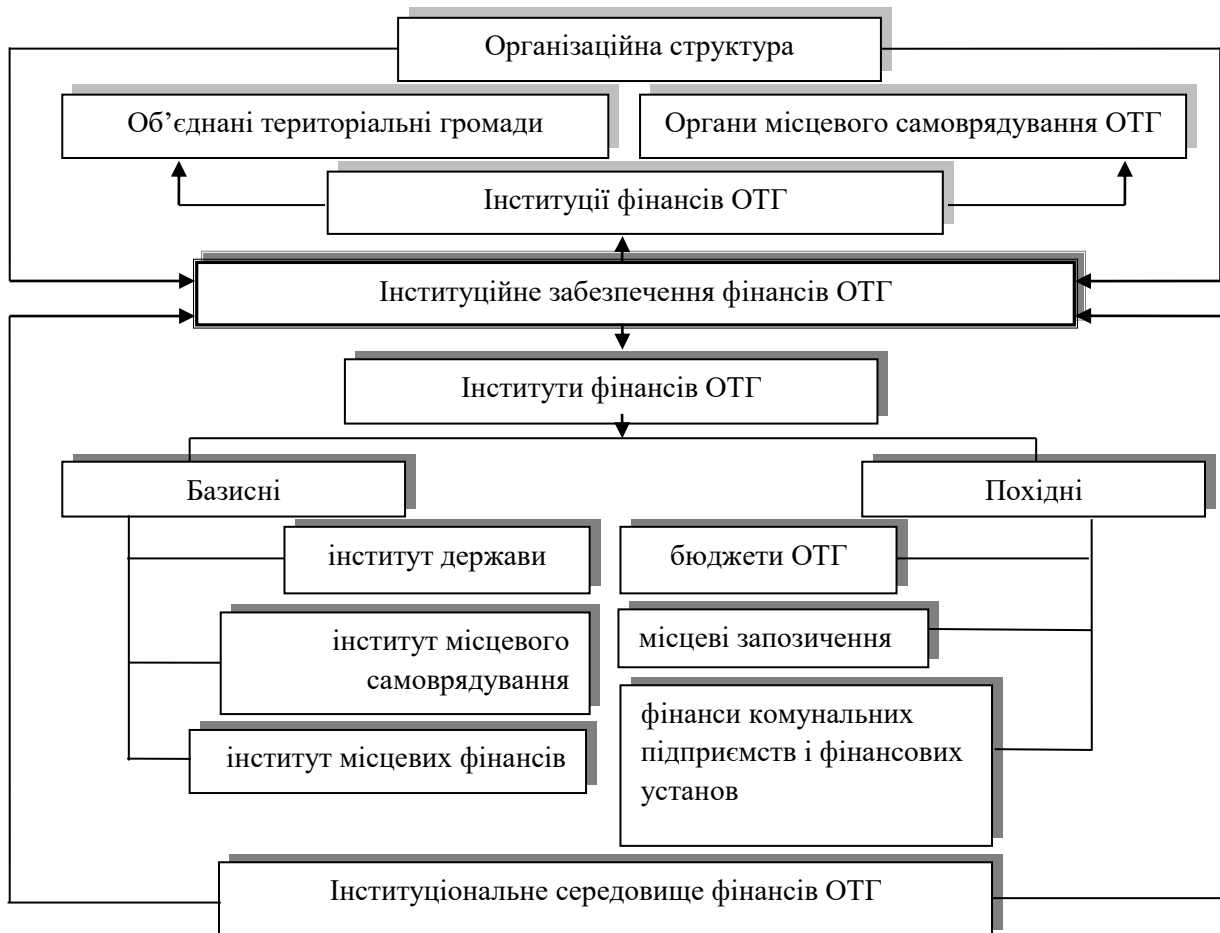 Організаційна структура
Об’єднані територіальні громади
Органи місцевого самоврядування ОТГ
Інституції фінансів ОТГ
Інституційне забезпечення фінансів ОТГ
Інститути фінансів ОТГ
Базисні
Похідні
інститут держави
бюджети ОТГ
інститут місцевого
самоврядування
місцеві запозичення
інститут місцевих фінансів
фінанси комунальних
підприємств і фінансових
установ
Інституціональне середовище фінансів ОТГ